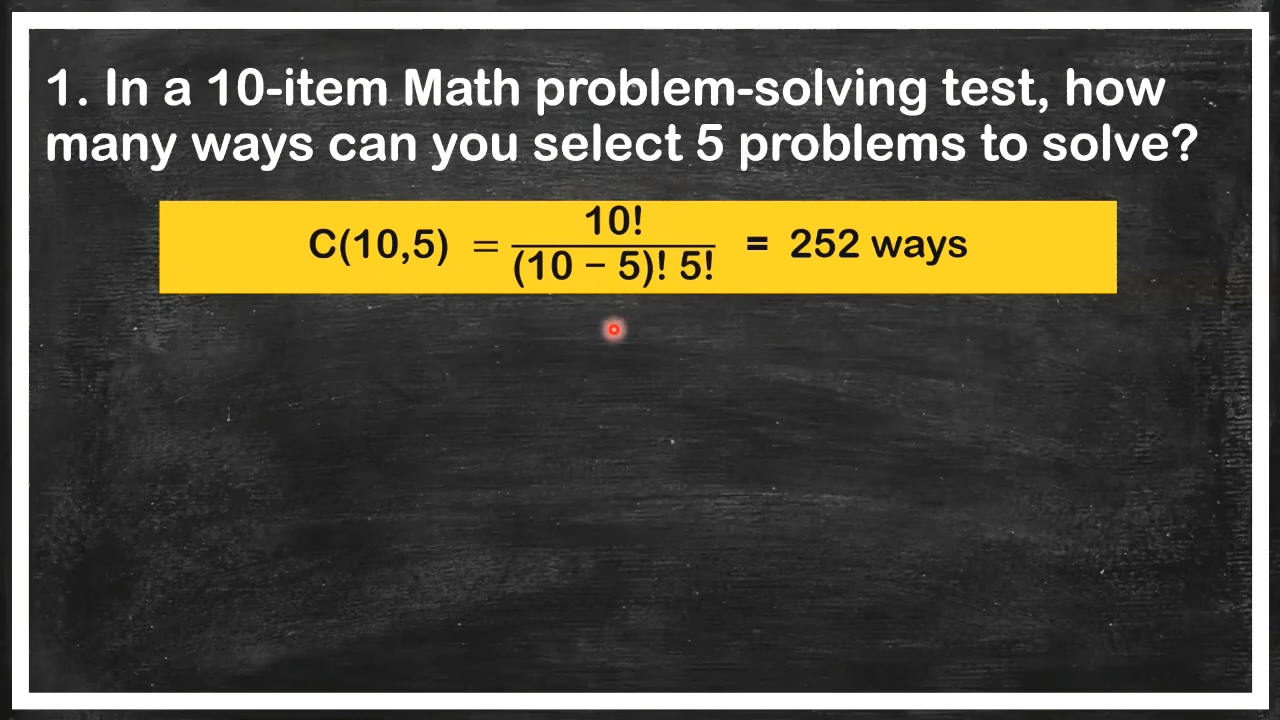 1. In a 10-item Math problem-solving test, how
many ways can you select 5 problems to solve?
C(10,5) = 10! / (10 − 5)! 5! = 252 ways